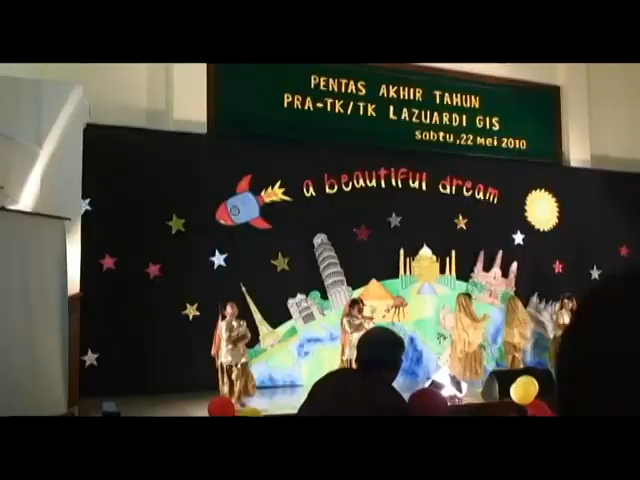 PENTAS AKHIR TAHUN
PRA-TK/TK LAZUARDI GIS
Sabtu, 22 mei 2010
a beautiful dream